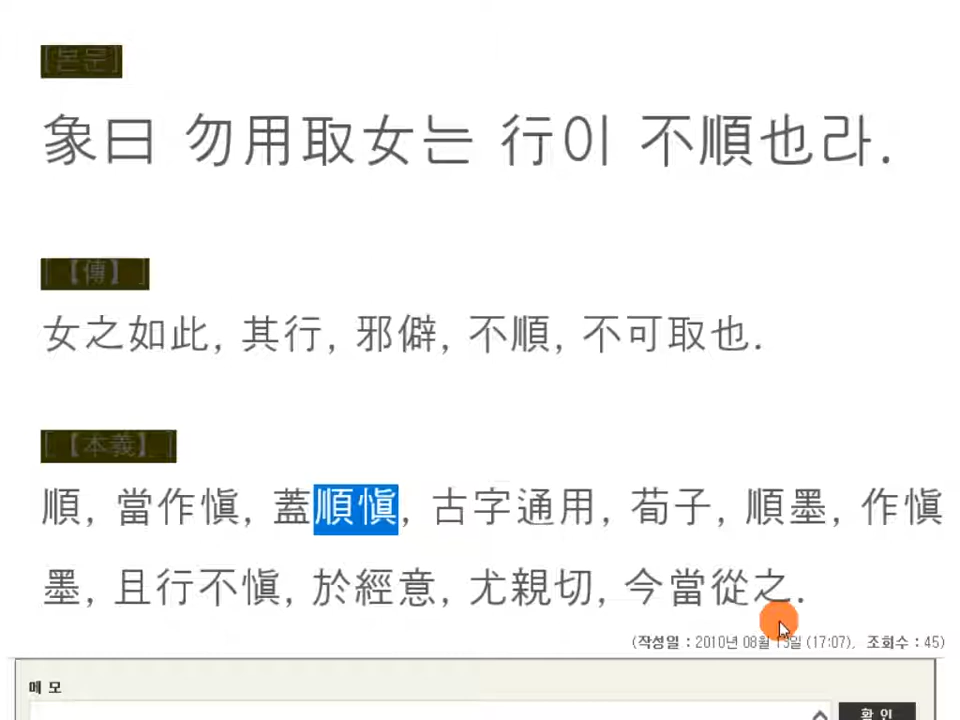 [본문]
象曰 勿用取女는 行이 不順也라.
[ 【傳】 ]
女之如此, 其行, 邪僻, 不順, 不可取也.
[ 【本義】 ]
順, 當作愼, 蓋順愼, 古字通用, 荀子, 順墨, 作愼
墨, 且行不愼, 於經意, 尤親切, 今當從之.
(작성일 : 2010년 08월 13일 (17:07), 조회수 : 45)
메 모
확 인